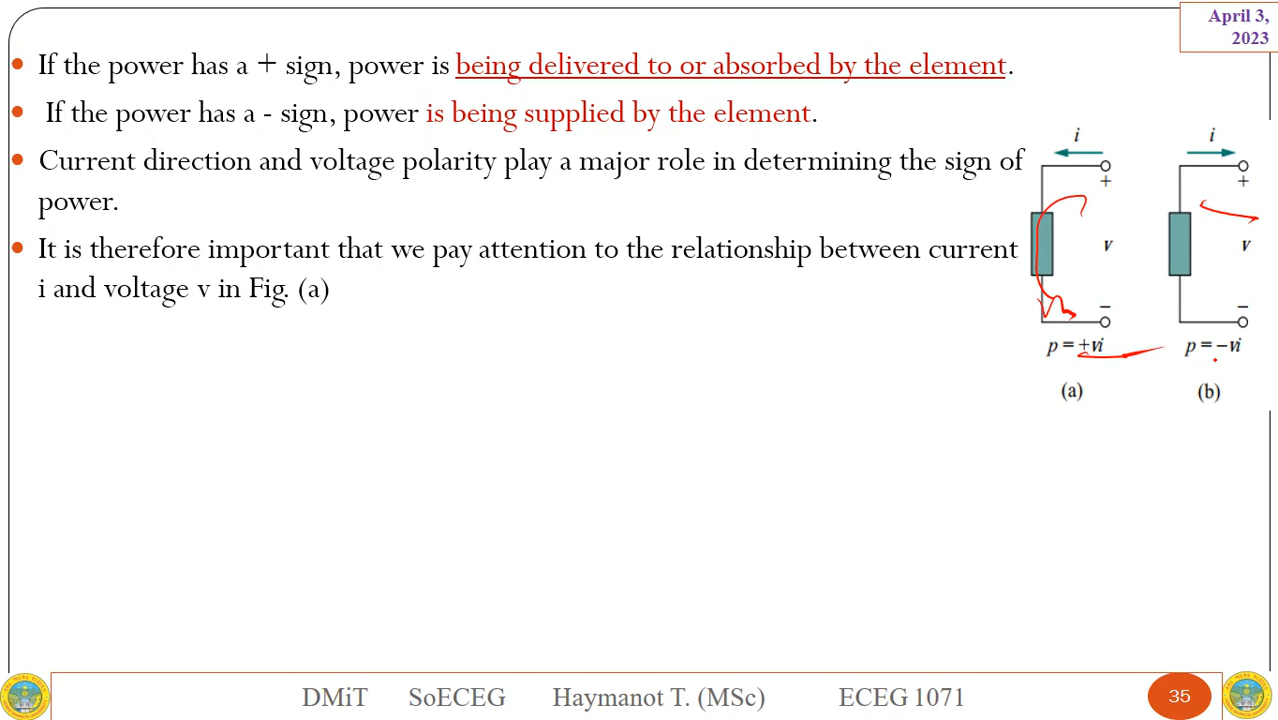 April 3,
2023
• If the power has a + sign, power is being delivered to or absorbed by the element.
• If the power has a - sign, power is being supplied by the element.
• Current direction and voltage polarity play a major role in determining the sign of
power.
• It is therefore important that we pay attention to the relationship between current
i and voltage v in Fig. (a)
i
+
v
−
p = +vi
(a)
i
+
v
−
p = −vi
(b)
DMiT SoECEG Haymanot T. (MSc) ECEG 1071
35